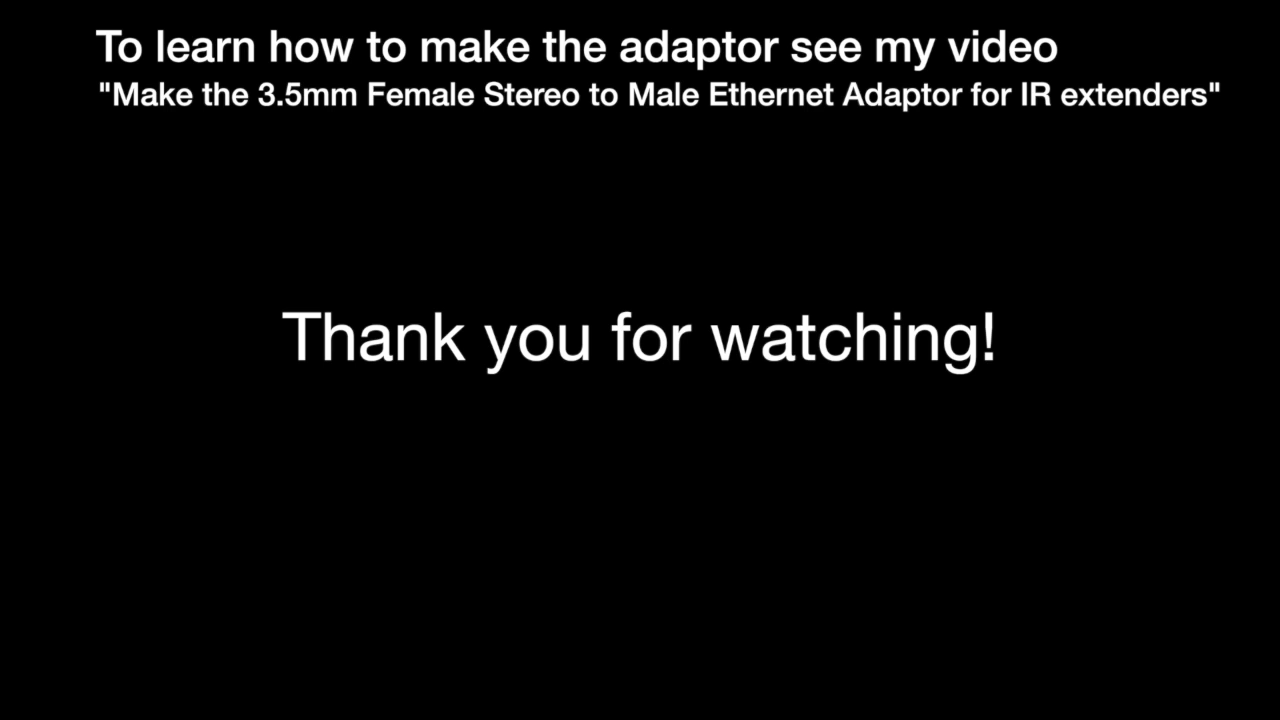 To learn how to make the adaptor see my video
"Make the 3.5mm Female Stereo to Male Ethernet Adaptor for IR extenders"
Thank you for watching!